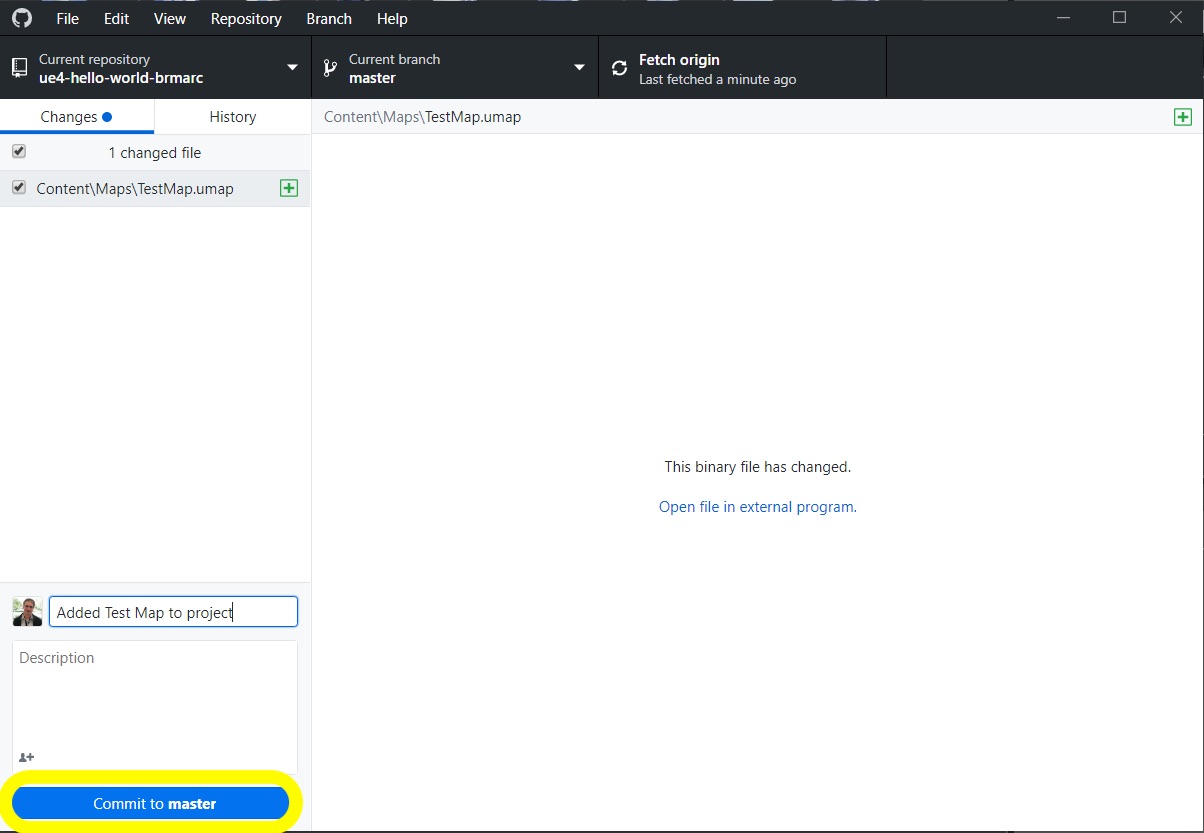 File Edit View Repository Branch Help
Current repository
ue4-hello-world-brmarc
Current branch
master
Fetch origin
Last fetched a minute ago
Changes
History
Content\Maps\TestMap.umap
1 changed file
Content\Maps\TestMap.umap
This binary file has changed.
Open file in external program.
Added Test Map to project
Description
Commit to master